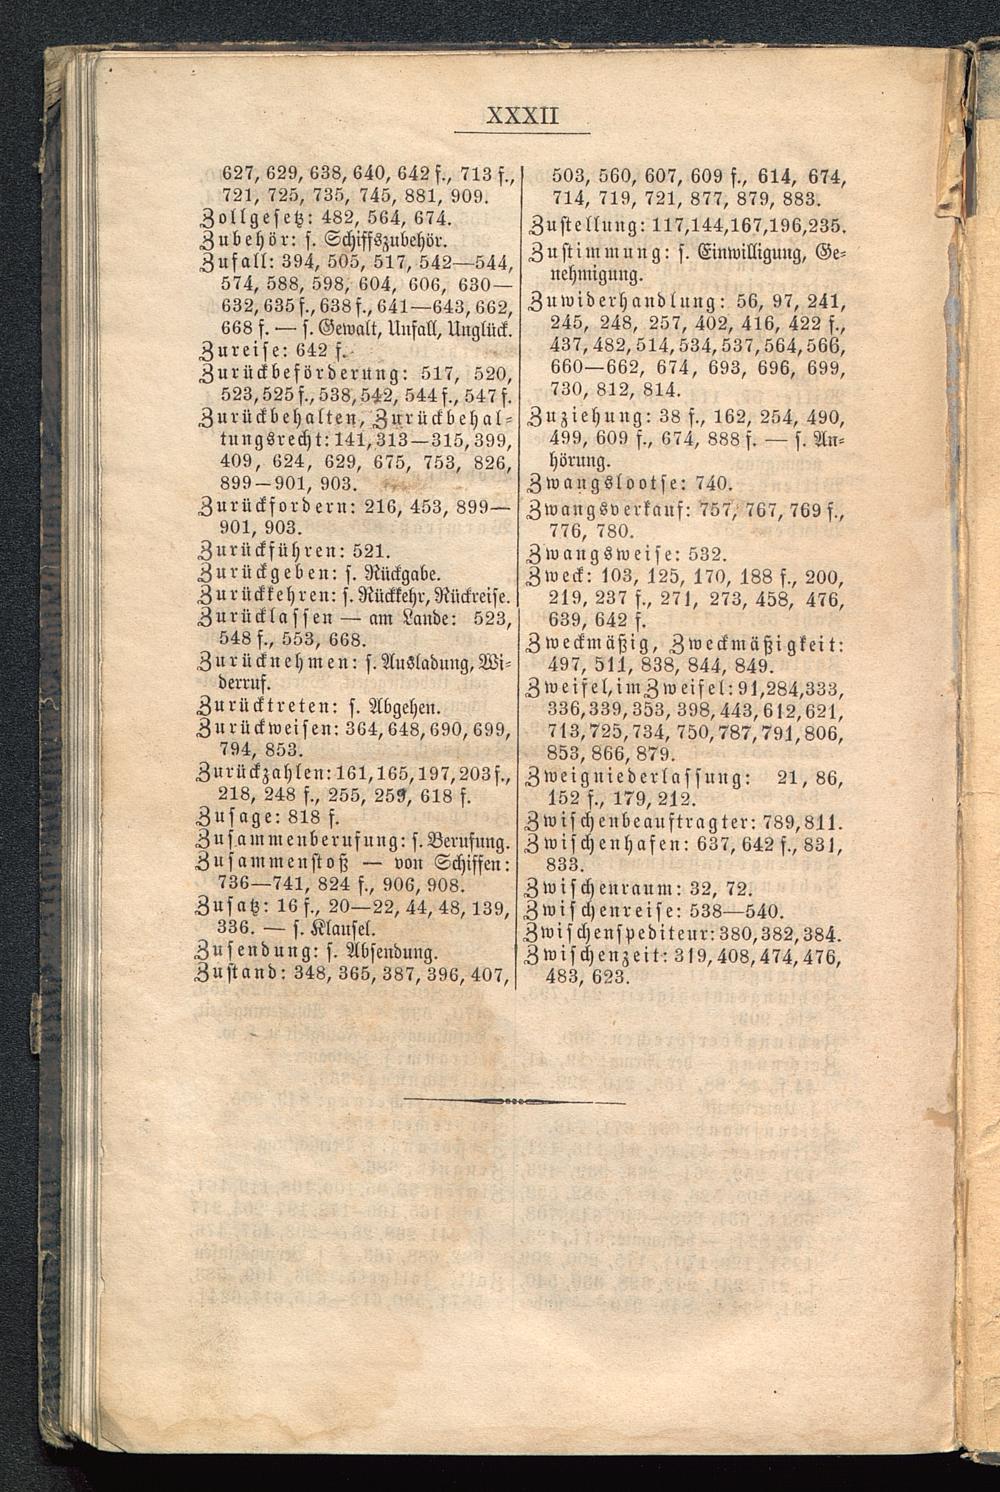 XXXII
627, 629, 638, 640, 642 f., 713 f.,
721, 725, 735, 745, 881, 909.
Zollgesetz: 482, 564, 674.
Zubehör: s. Schiffszubehör.
Zufall: 394, 505, 517, 542—544,
574, 588, 598, 604, 606, 630—
632, 635 f., 638 f., 641—643, 662,
668 f. — s. Gewalt, Unfall, Unglück.
Zureise: 642 f.
Zurückbeförderung: 517, 520,
523, 525 f., 538, 542, 544 f., 547 f.
Zurückbehalten, Zurückbehal-
tungsrecht: 141, 313—315, 399,
409, 624, 629, 675, 753, 826,
899—901, 903.
Zurückfordern: 216, 453, 899—
901, 903.
Zurückführen: 521.
Zurückgeben: s. Rückgabe.
Zurückkehren: s. Rückkehr, Rückreise.
Zurücklassen — am Lande: 523,
548 f., 553, 668.
Zurücknehmen: s. Ausladung, Wi-
derruf.
Zurücktreten: s. Abgehen.
Zurückweisen: 364, 648, 690, 699,
794, 853.
Zurückzahlen: 161, 165, 197, 203 f.,
218, 248 f., 255, 259, 618 f.
Zusage: 818 f.
Zusammenberufung: s. Berufung.
Zusammenstoß — von Schiffen:
736—741, 824 f., 906, 908.
Zusatz: 16 f., 20—22, 44, 48, 139,
336. — s. Klausel.
Zusendung: s. Absendung.
Zustand: 348, 365, 387, 396, 407,
503, 560, 607, 609 f., 614, 674,
714, 719, 721, 877, 879, 883.
Zustellung: 117, 144, 167, 196, 235.
Zustimmung: s. Einwilligung, Ge-
nehmigung.
Zuwiderhandlung: 56, 97, 241,
245, 248, 257, 402, 416, 422 f.,
437, 482, 514, 534, 537, 564, 566,
660—662, 674, 693, 696, 699,
730, 812, 814.
Zuziehung: 38 f., 162, 254, 490,
499, 609 f., 674, 888 f. — s. An-
hörung.
Zwangslootse: 740.
Zwangsverkauf: 757, 767, 769 f.,
776, 780.
Zwangsweise: 532.
Zweck: 103, 125, 170, 188 f., 200,
219, 237 f., 271, 273, 458, 476,
639, 642 f.
Zweckmäßig, Zweckmäßigkeit:
497, 511, 838, 844, 849.
Zweifel, im Zweifel: 91, 284, 333,
336, 339, 353, 398, 443, 612, 621,
713, 725, 734, 750, 787, 791, 806,
853, 866, 879.
Zweigniederlassung: 21, 86,
152 f., 179, 212.
Zwischenbeauftragter: 789, 811.
Zwischenhafen: 637, 642 f., 831,
833.
Zwischenraum: 32, 72.
Zwischenreise: 538—540.
Zwischenspediteur: 380, 382, 384.
Zwischenzeit: 319, 408, 474, 476,
483, 623.